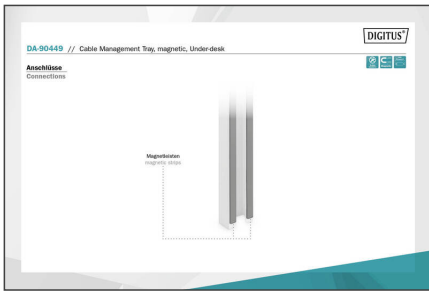 DIGITUS®
DA-90449 // Cable Management Tray, magnetic, Under-desk
Anschlüsse
Connections
Magnetleisten
magnetic strips